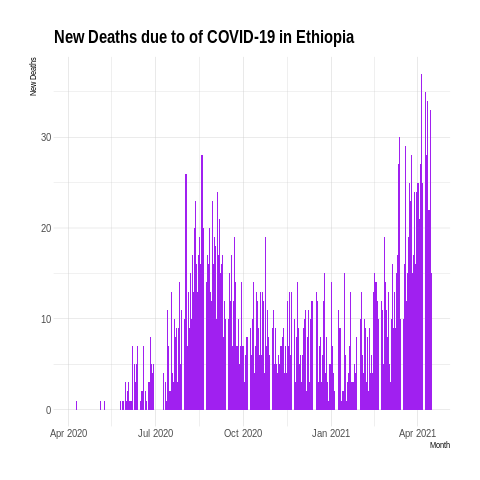 New Deaths due to of COVID-19 in Ethiopia
New Deaths
30
20
10
0
Apr 2020 Jul 2020 Oct 2020 Jan 2021 Apr 2021
Month